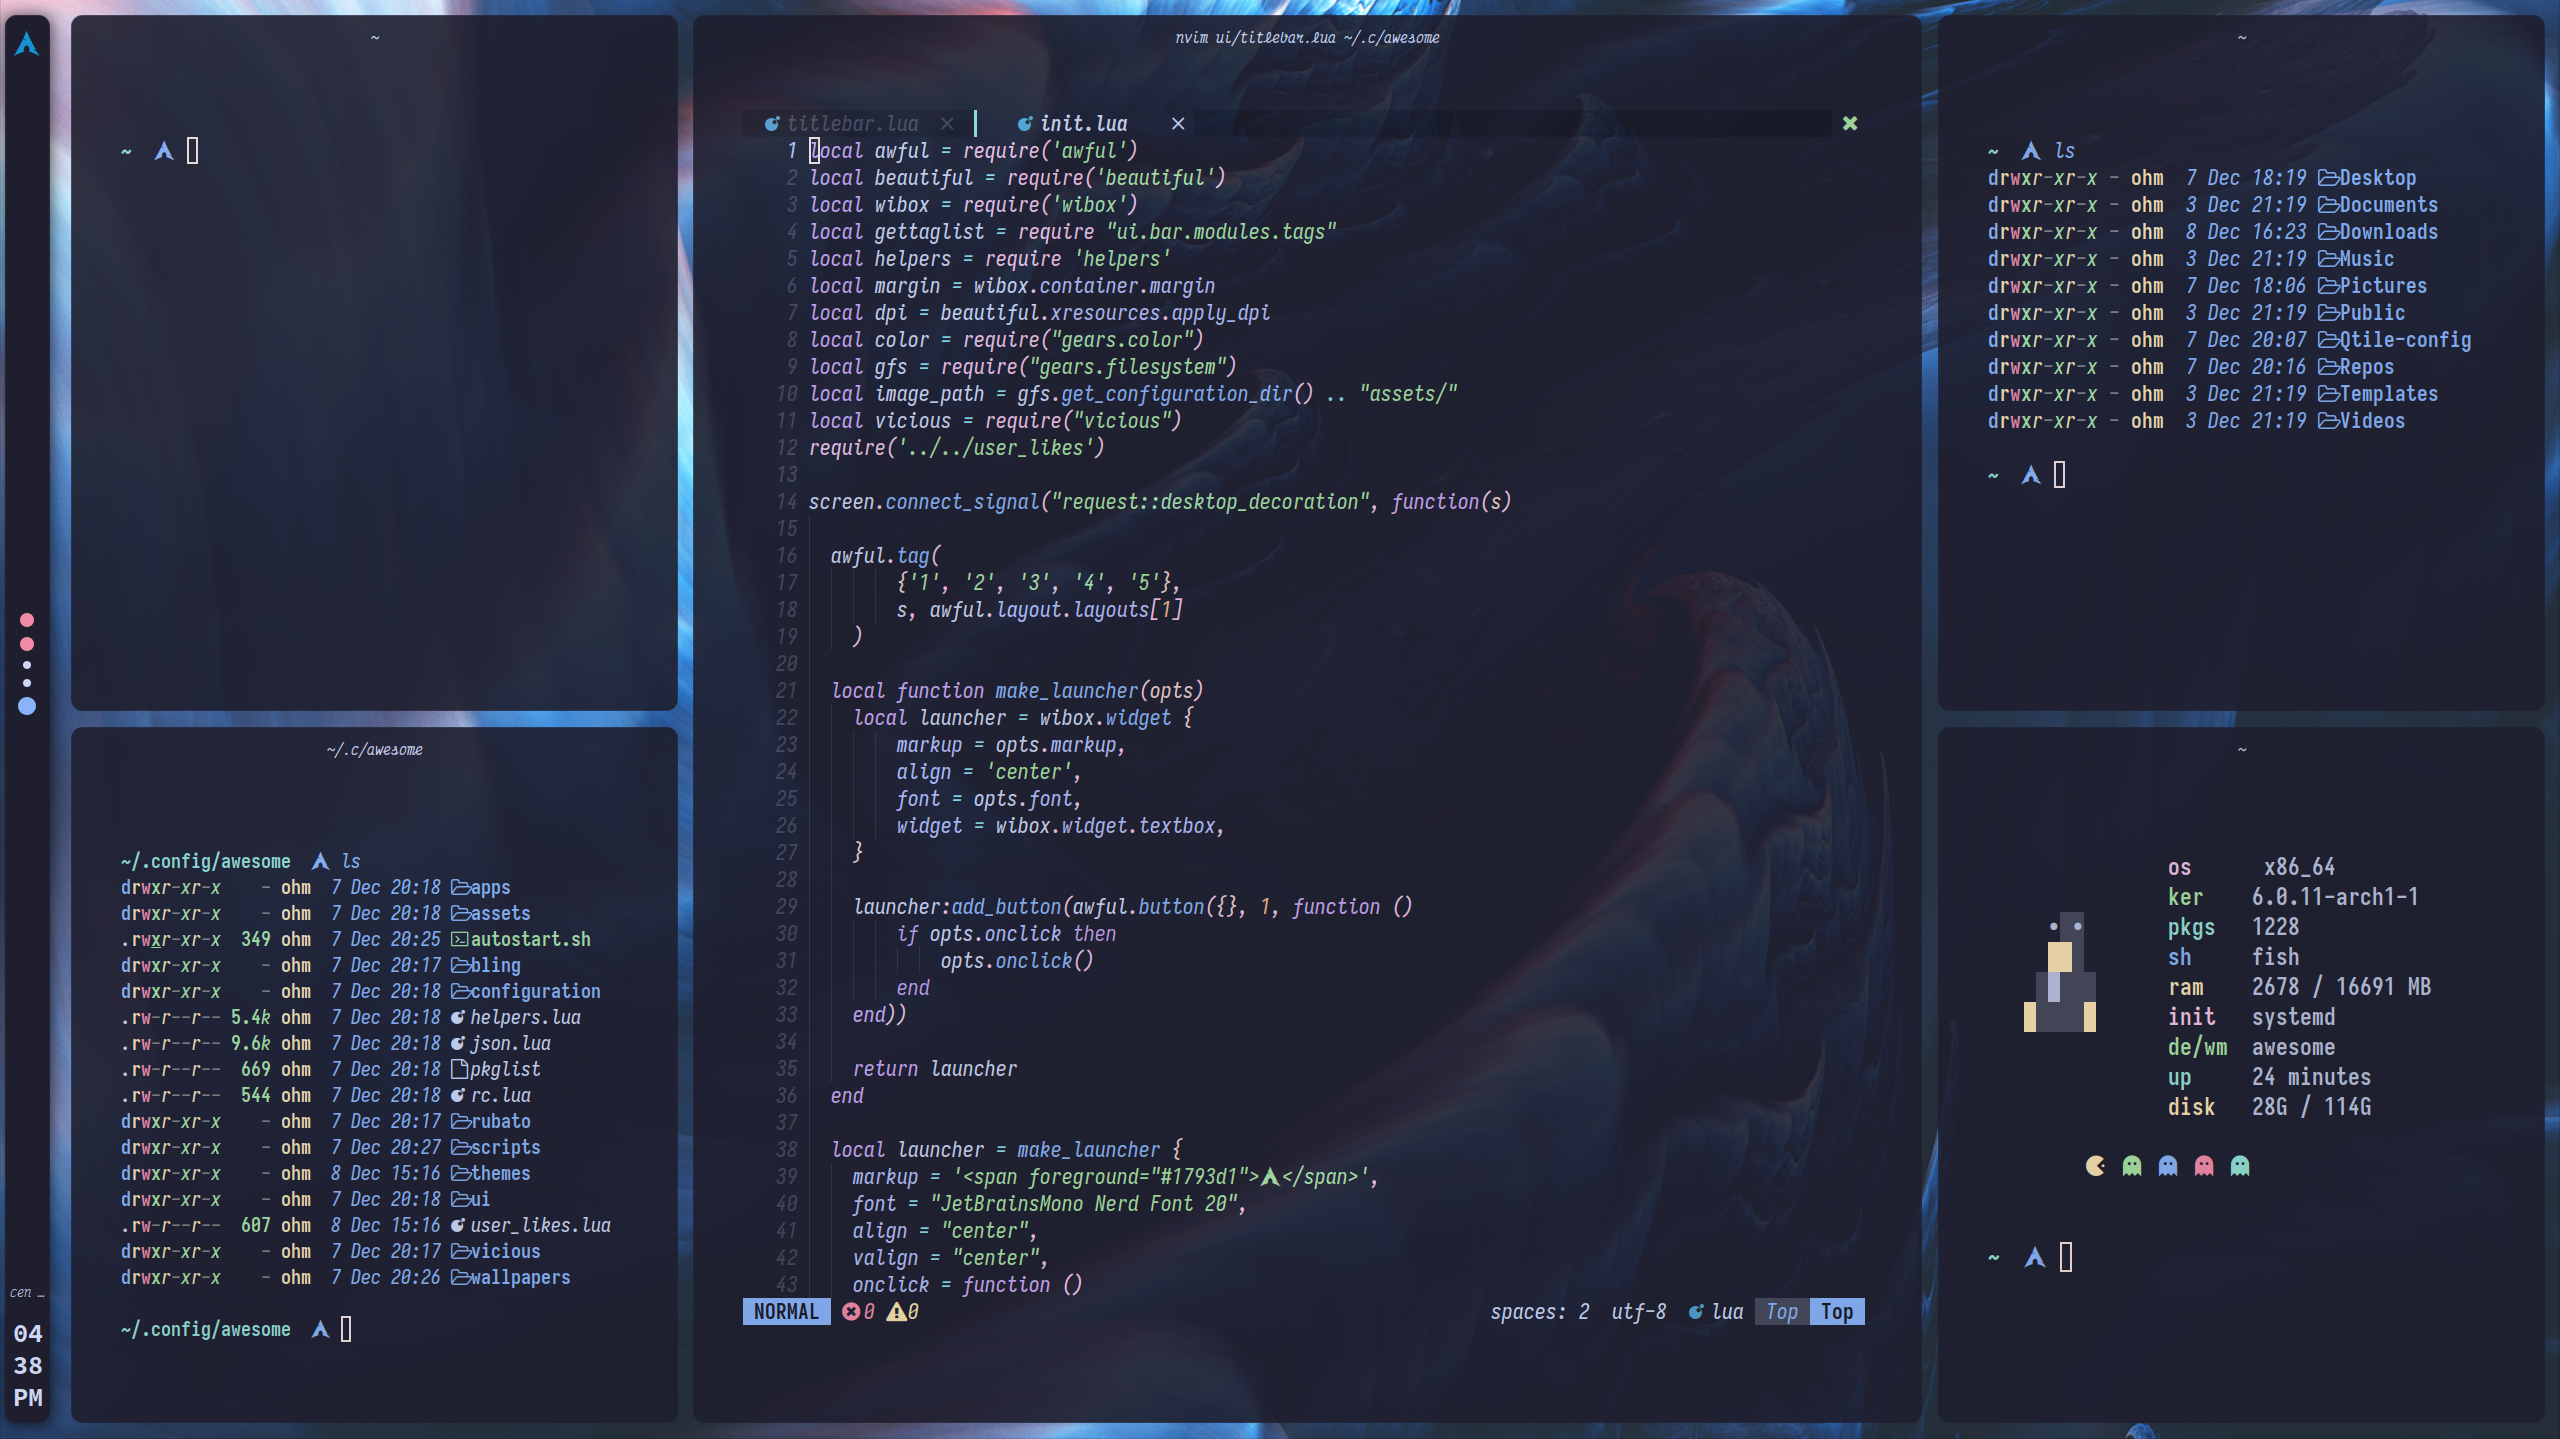 ~
~
cen …
04
38
PM
~/.c/awesome
~/.config/awesome ls
drwxr-xr-x - ohm 7 Dec 20:18 apps
drwxr-xr-x - ohm 7 Dec 20:18 assets
.rwxr-xr-x 349 ohm 7 Dec 20:25 autostart.sh
drwxr-xr-x - ohm 7 Dec 20:17 bling
drwxr-xr-x - ohm 7 Dec 20:18 configuration
.rw-r--r-- 5.4k ohm 7 Dec 20:18 helpers.lua
.rw-r--r-- 9.6k ohm 7 Dec 20:18 json.lua
.rw-r--r-- 669 ohm 7 Dec 20:18 pkglist
.rw-r--r-- 544 ohm 7 Dec 20:18 rc.lua
drwxr-xr-x - ohm 7 Dec 20:17 rubato
drwxr-xr-x - ohm 7 Dec 20:27 scripts
drwxr-xr-x - ohm 8 Dec 15:16 themes
drwxr-xr-x - ohm 7 Dec 20:18 ui
.rw-r--r-- 607 ohm 8 Dec 15:16 user_likes.lua
drwxr-xr-x - ohm 7 Dec 20:17 vicious
drwxr-xr-x - ohm 7 Dec 20:26 wallpapers
~/.config/awesome
nvim ui/titlebar.lua ~/.c/awesome
titlebar.lua × init.lua ×
1 local awful = require('awful')
2 local beautiful = require('beautiful')
3 local wibox = require('wibox')
4 local gettaglist = require "ui.bar.modules.tags"
5 local helpers = require 'helpers'
6 local margin = wibox.container.margin
7 local dpi = beautiful.xresources.apply_dpi
8 local color = require("gears.color")
9 local gfs = require("gears.filesystem")
10 local image_path = gfs.get_configuration_dir() .. "assets/"
11 local vicious = require("vicious")
12 require('../../user_likes')
13
14 screen.connect_signal("request::desktop_decoration", function(s)
15
16 awful.tag(
17 {'1', '2', '3', '4', '5'},
18 s, awful.layout.layouts[1]
19 )
20
21 local function make_launcher(opts)
22 local launcher = wibox.widget {
23 markup = opts.markup,
24 align = 'center',
25 font = opts.font,
26 widget = wibox.widget.textbox,
27 }
28
29 launcher:add_button(awful.button({}, 1, function ()
30 if opts.onclick then
31 opts.onclick()
32 end
33 end))
34
35 return launcher
36 end
37
38 local launcher = make_launcher {
39 markup = '<span foreground="#1793d1"></span>',
40 font = "JetBrainsMono Nerd Font 20",
41 align = "center",
42 valign = "center",
43 onclick = function ()
NORMAL 0 0 spaces: 2 utf-8 lua Top Top
~
~ ls
drwxr-xr-x - ohm 7 Dec 18:19 Desktop
drwxr-xr-x - ohm 3 Dec 21:19 Documents
drwxr-xr-x - ohm 8 Dec 16:23 Downloads
drwxr-xr-x - ohm 3 Dec 21:19 Music
drwxr-xr-x - ohm 7 Dec 18:06 Pictures
drwxr-xr-x - ohm 3 Dec 21:19 Public
drwxr-xr-x - ohm 7 Dec 20:07 Qtile-config
drwxr-xr-x - ohm 7 Dec 20:16 Repos
drwxr-xr-x - ohm 3 Dec 21:19 Templates
drwxr-xr-x - ohm 3 Dec 21:19 Videos
~
~
os x86_64
ker 6.0.11-arch1-1
pkgs 1228
sh fish
ram 2678 / 16691 MB
init systemd
de/wm awesome
up 24 minutes
disk 28G / 114G
~